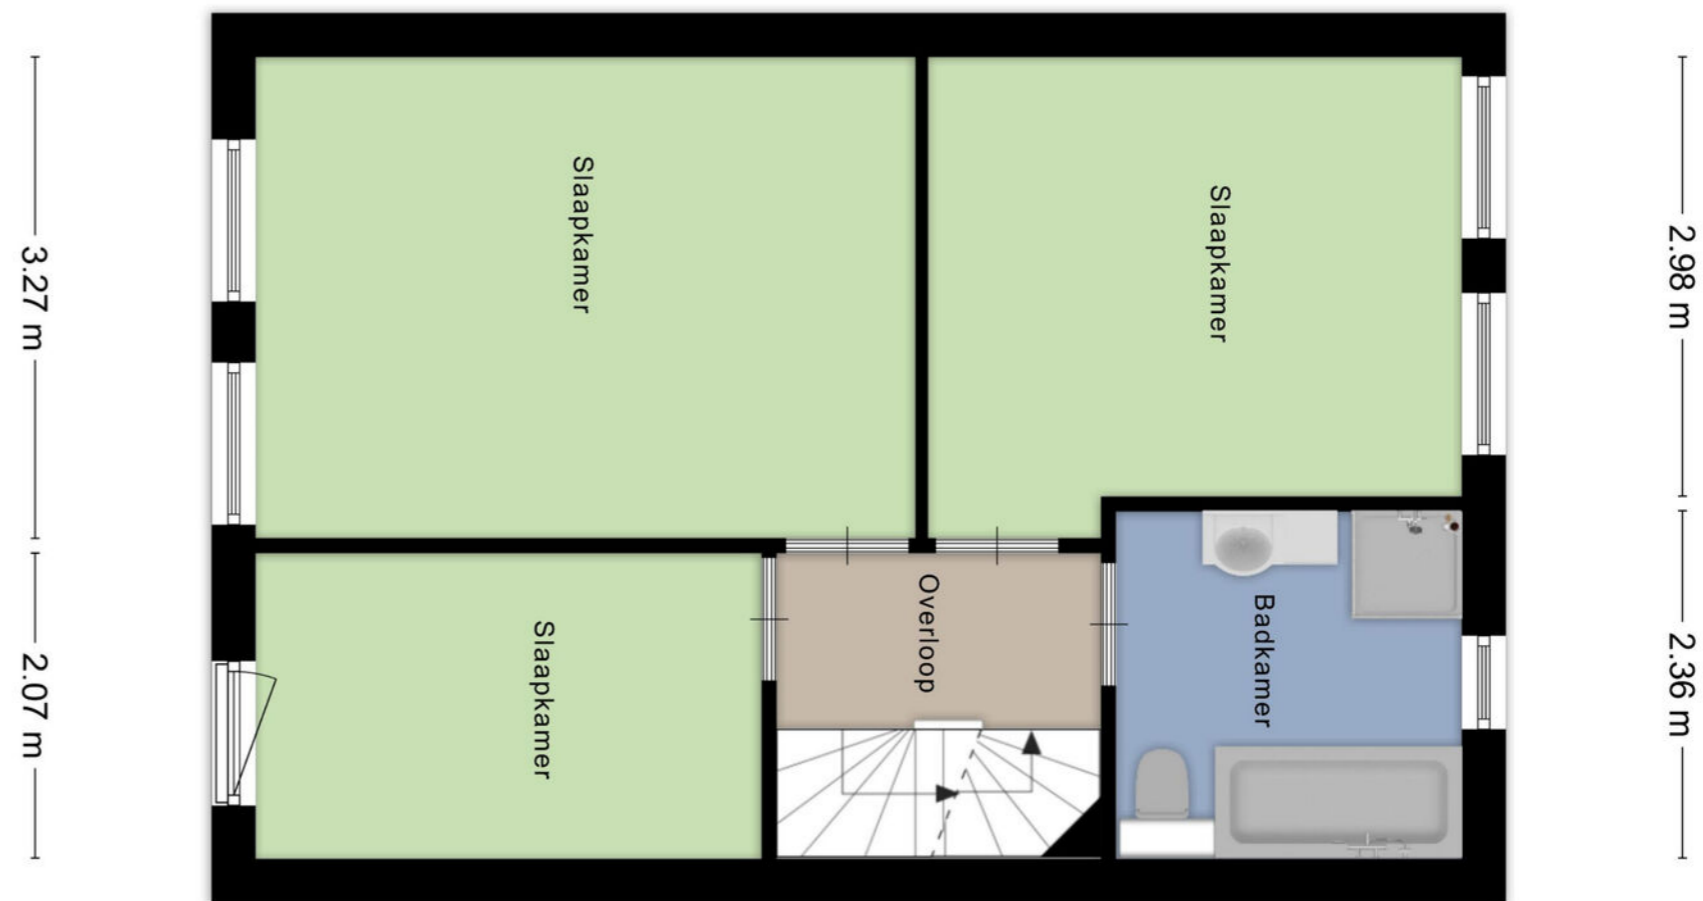 Slaapkamer
Slaapkamer
3.27 m
2.98 m
Overloop
Badkamer
Slaapkamer
2.07 m
2.36 m